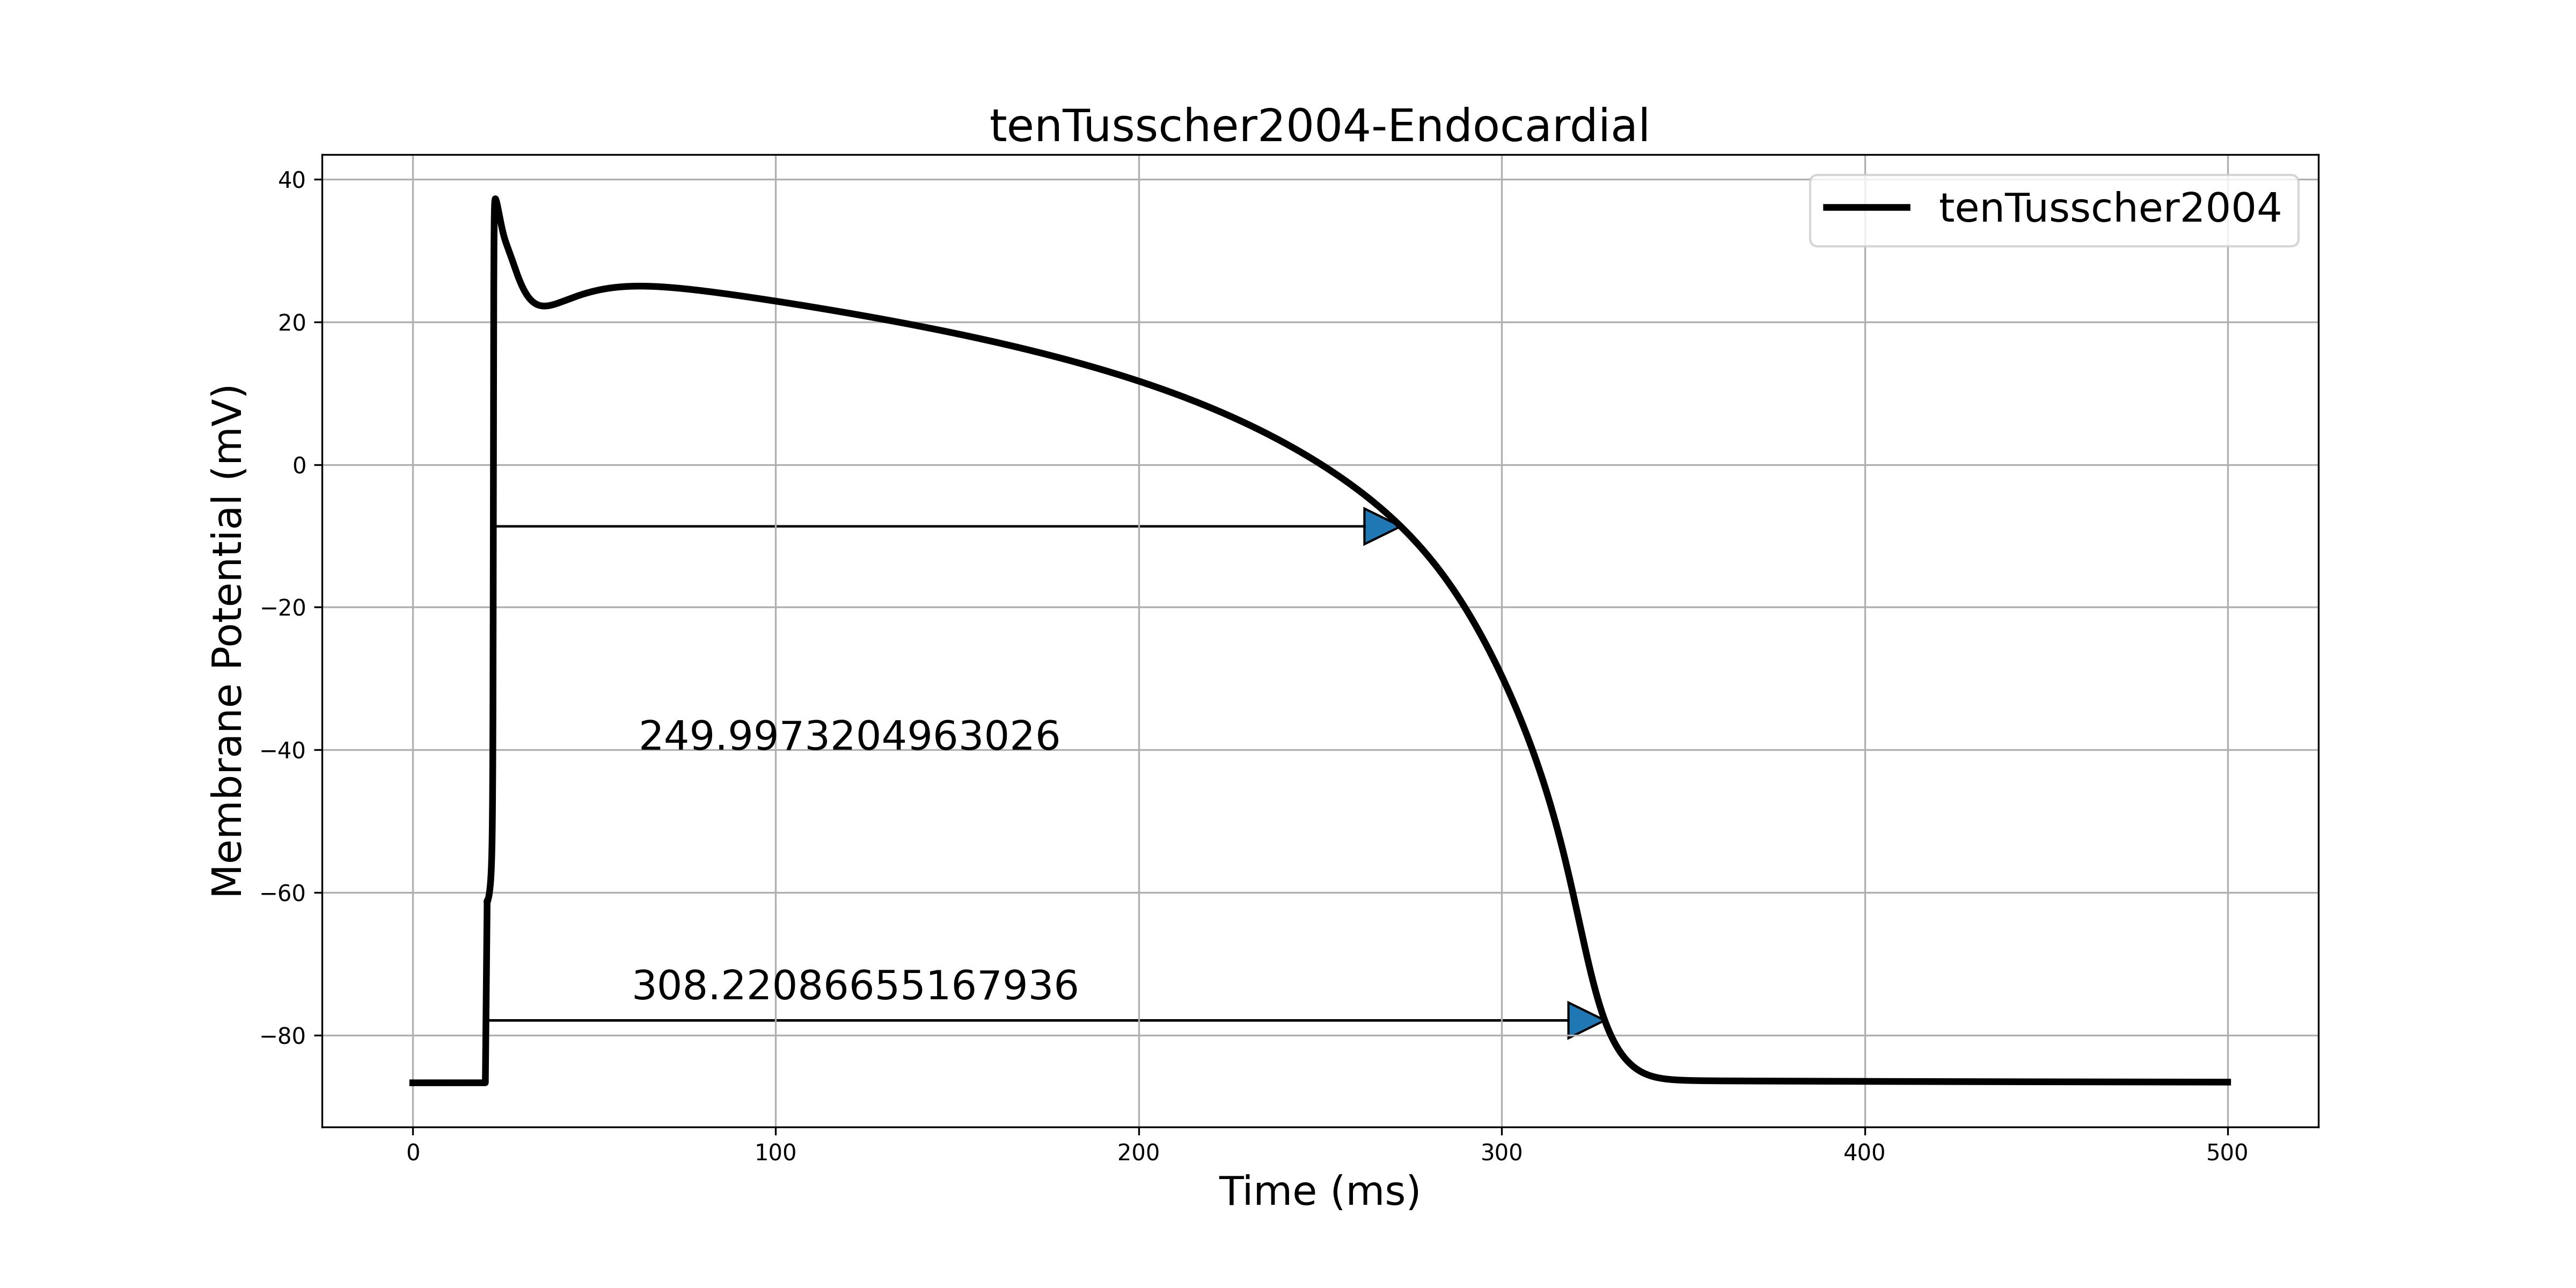 tenTusscher2004-Endocardial
tenTusscher2004
Membrane Potential (mV)
40
20
0
−20
−40
−60
−80
249.9973204963026
308.22086655167936
0 100 200 300 400 500
Time (ms)